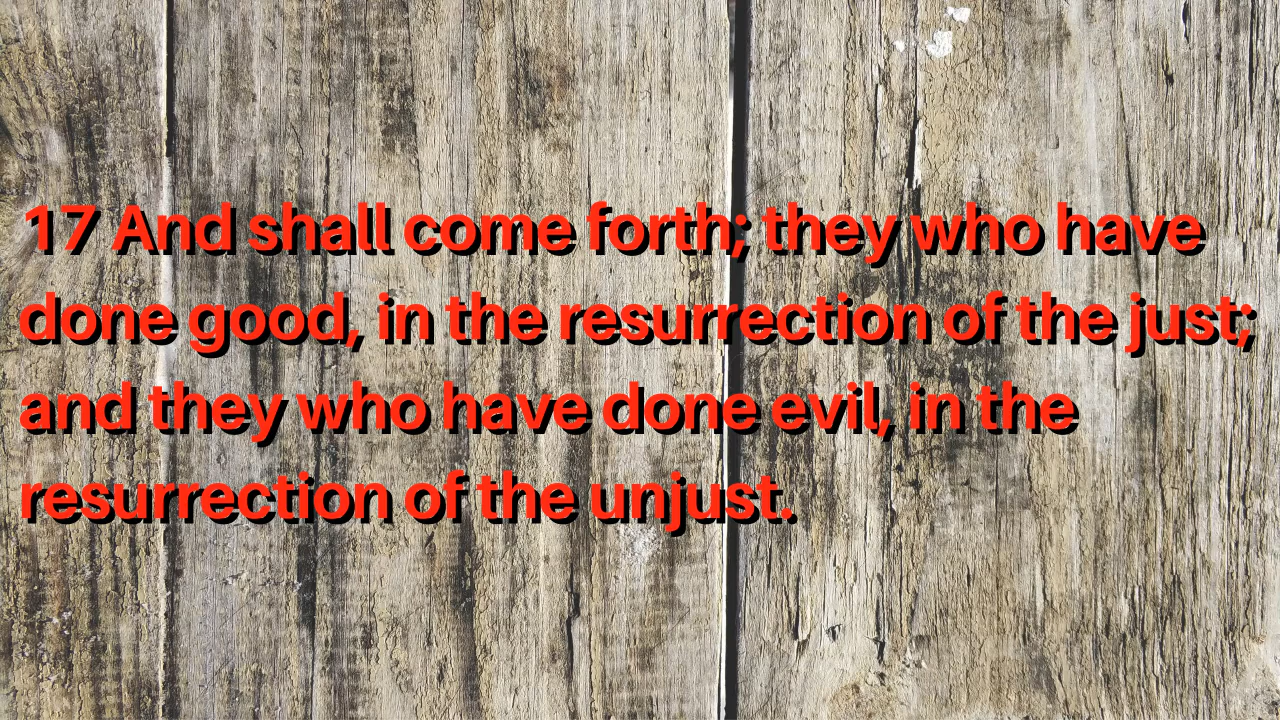 17 And shall come forth; they who have
done good, in the resurrection of the just;
and they who have done evil, in the
resurrection of the unjust.